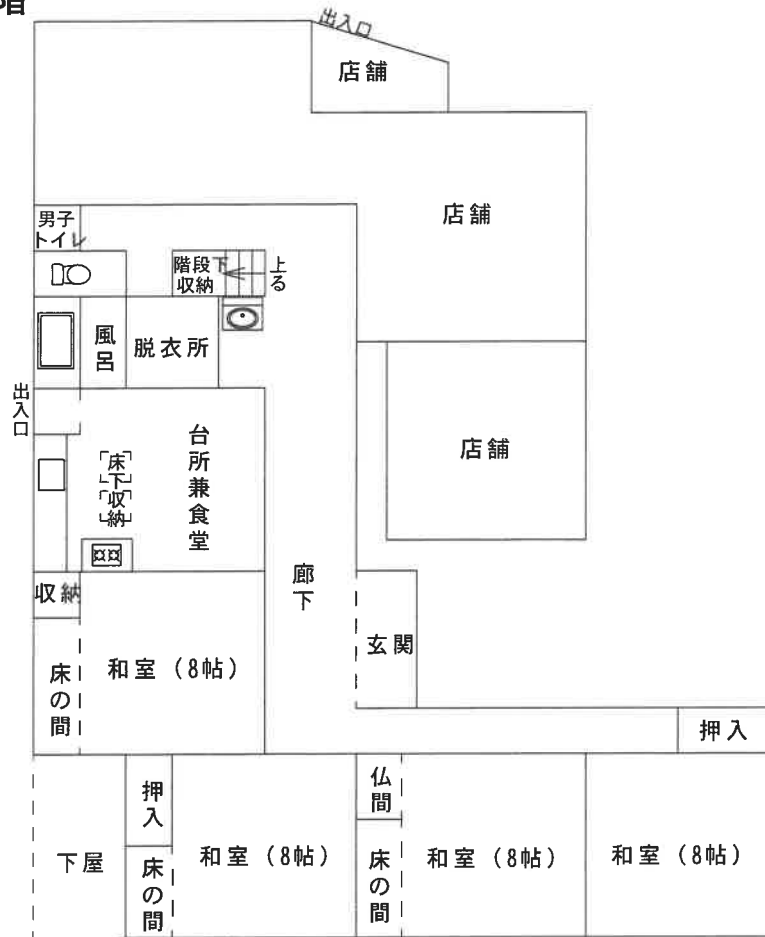 階
出入口
店舗
店舗
男子
トイレ
階段下
収納
上る
風呂
脱衣所
出入口
台所兼食堂
床下収納
店舗
廊下
収納
床の間
和室（8帖）
玄関
押入
下屋
押入
床の間
和室（8帖）
仏間
床の間
和室（8帖）
和室（8帖）